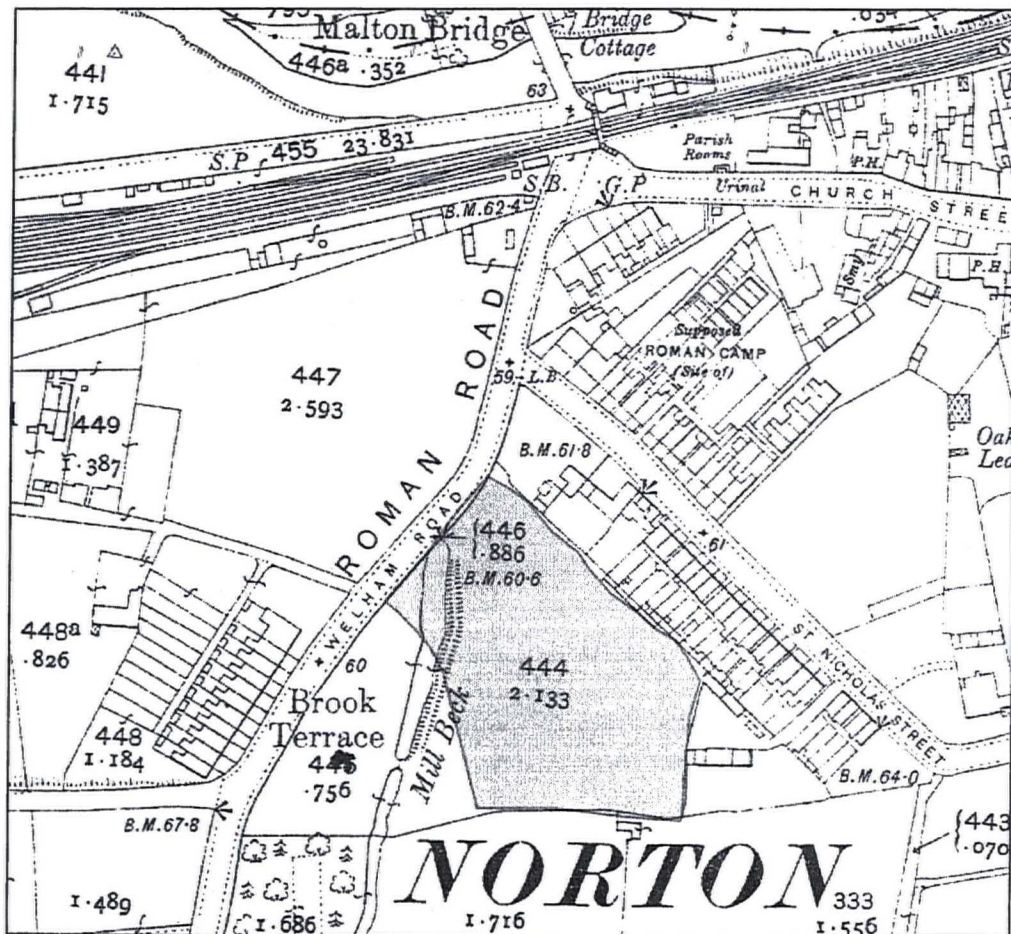 Malton Bridge
Bridge
Cottage
441
1·715
446a ·352
63
S.P
455 23·831
S.B.
G.P
B.M.62·4
Parish
Rooms
P.H.
Urinal
CHURCH STREE
P.H
Smy
Supposed
ROMAN CAMP
(Site of)
ROMAN ROAD
59
L.B
447
2·593
449
1·387
B.M.61·8
Oak
Lea
WELHAM ROAD
446
·886
B.M.60·6
61
448a
·826
60
444
2·133
ST NICHOLAS STREET
Brook
Terrace
448
1·184
445
·756
Mill Beck
B.M.64·0
B.M.67·8
443
·070
NORTON
1·489
1·686
1·716
333
1·556